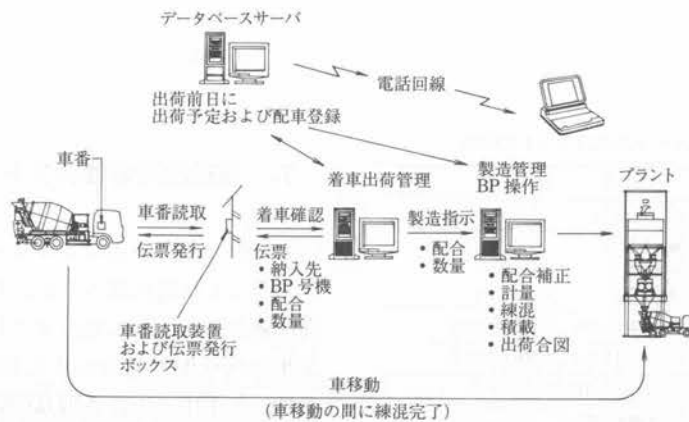 データベースサーバ
電話回線
出荷前日に
出荷予定および配車登録
車番
着車出荷管理
製造管理
BP 操作
プラント
車番読取
伝票発行
着車確認
伝票
・納入先
・BP 号機
・配合
・数量
製造指示
・配合
・数量
・配合補正
・計量
・練混
・積載
・出荷合図
車番読取装置
および伝票発行
ボックス
車移動
(車移動の間に練混完了)